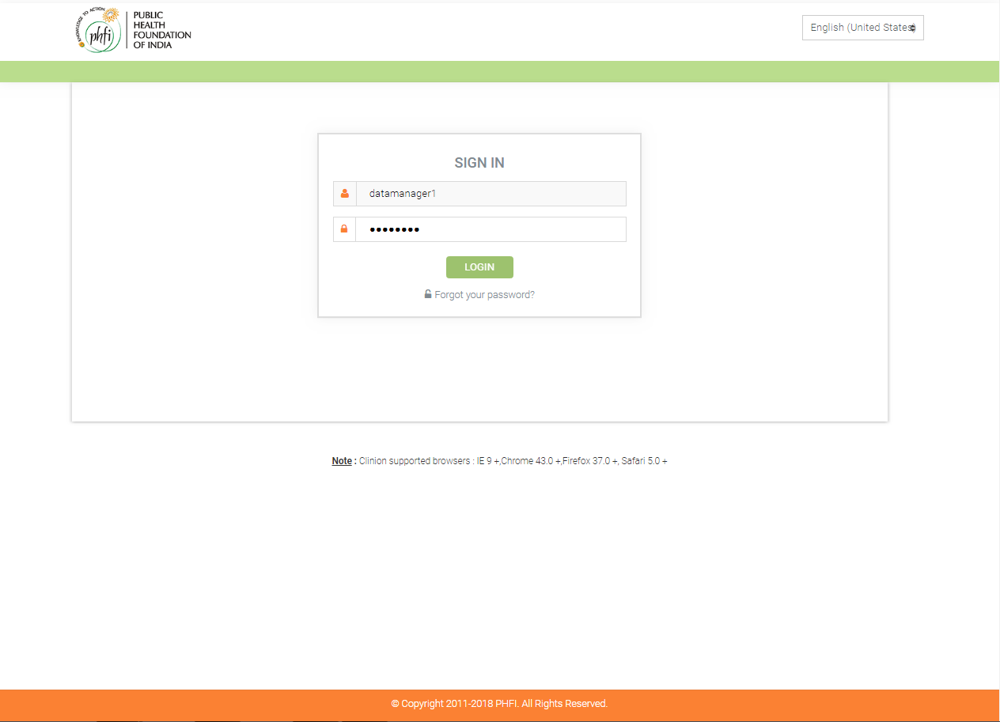 KNOWLEDGE TO ACTION
phfi
PUBLIC
HEALTH
FOUNDATION
OF INDIA
English (United States)
SIGN IN
datamanager1
••••••••
LOGIN
Forgot your password?
Note : Clinion supported browsers : IE 9 +,Chrome 43.0 +,Firefox 37.0 +, Safari 5.0 +
© Copyright 2011-2018 PHFI. All Rights Reserved.